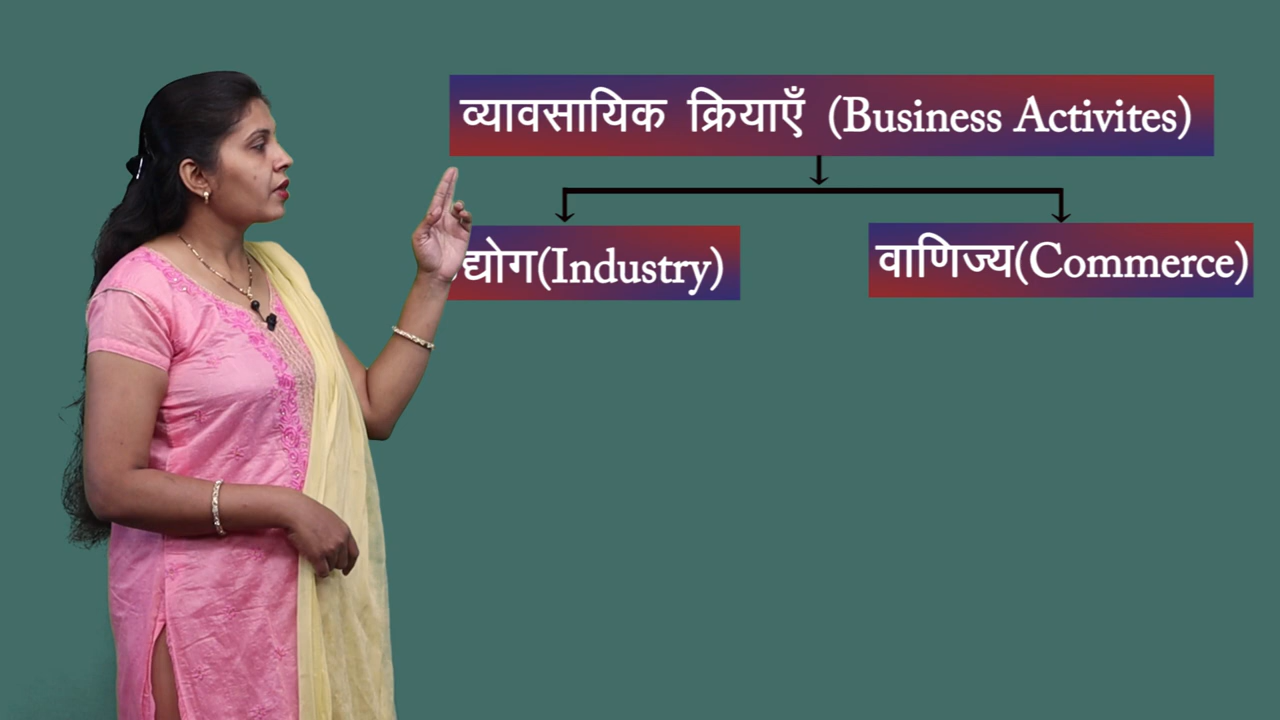 व्यावसायिक क्रियाएँ (Business Activites)
द्योग(Industry)
वाणिज्य(Commerce)